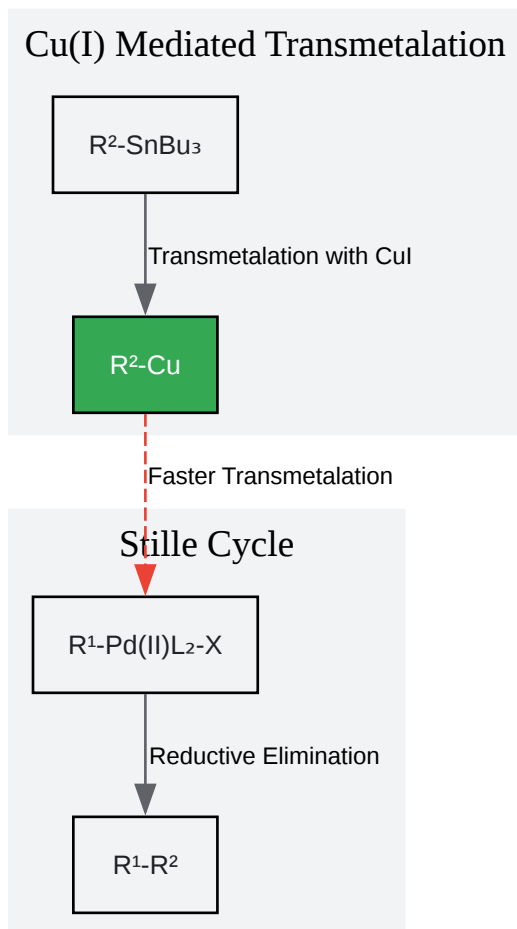 Cu(I) Mediated Transmetalation
R²-SnBu₃
Transmetalation with CuI
R²-Cu
Faster Transmetalation
Stille Cycle
R¹-Pd(II)L₂-X
Reductive Elimination
R¹-R²